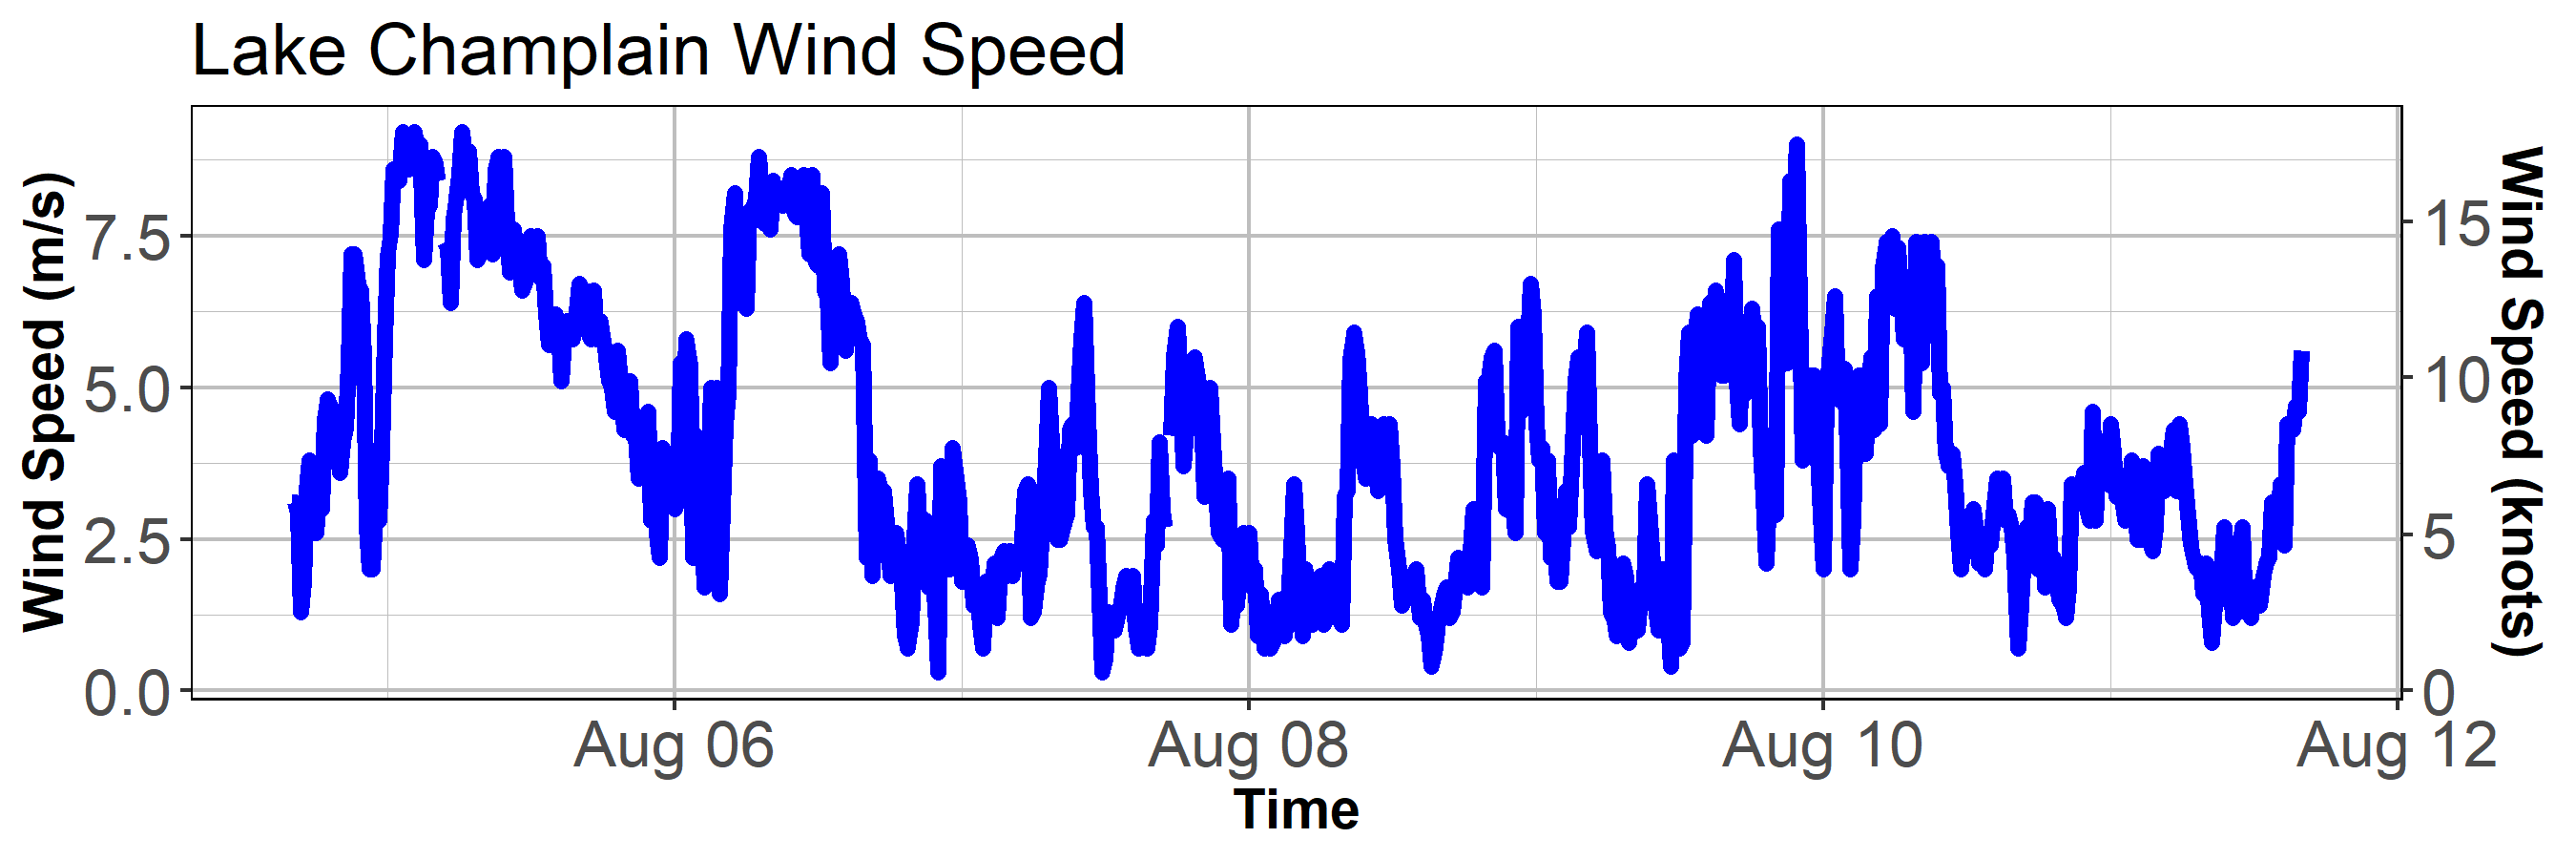 Lake Champlain Wind Speed
Wind Speed (m/s)
7.5
5.0
2.5
0.0
15
10
5
0
Wind Speed (knots)
Aug 06
Aug 08
Aug 10
Aug 12
Time